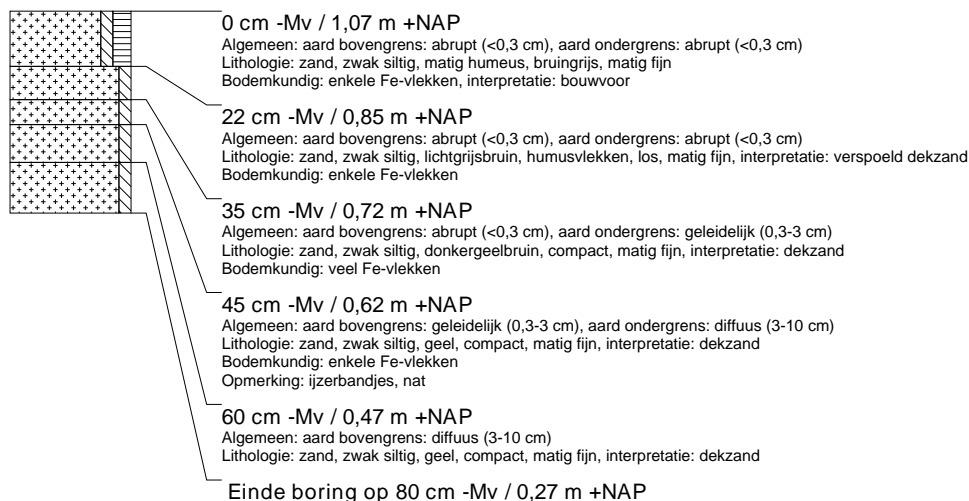 0 cm -Mv / 1,07 m +NAP
Algemeen: aard bovengrens: abrupt (<0,3 cm), aard ondergrens: abrupt (<0,3 cm)
Lithologie: zand, zwak siltig, matig humeus, bruingrijs, matig fijn
Bodemkundig: enkele Fe-vlekken, interpretatie: bouwvoor
22 cm -Mv / 0,85 m +NAP
Algemeen: aard bovengrens: abrupt (<0,3 cm), aard ondergrens: abrupt (<0,3 cm)
Lithologie: zand, zwak siltig, lichtgrijsbruin, humusvlekken, los, matig fijn, interpretatie: verspoeld dekzand
Bodemkundig: enkele Fe-vlekken
35 cm -Mv / 0,72 m +NAP
Algemeen: aard bovengrens: abrupt (<0,3 cm), aard ondergrens: geleidelijk (0,3-3 cm)
Lithologie: zand, zwak siltig, donkergeelbruin, compact, matig fijn, interpretatie: dekzand
Bodemkundig: veel Fe-vlekken
45 cm -Mv / 0,62 m +NAP
Algemeen: aard bovengrens: geleidelijk (0,3-3 cm), aard ondergrens: diffuus (3-10 cm)
Lithologie: zand, zwak siltig, geel, compact, matig fijn, interpretatie: dekzand
Bodemkundig: enkele Fe-vlekken
Opmerking: ijzerbandjes, nat
60 cm -Mv / 0,47 m +NAP
Algemeen: aard bovengrens: diffuus (3-10 cm)
Lithologie: zand, zwak siltig, geel, compact, matig fijn, interpretatie: dekzand
Einde boring op 80 cm -Mv / 0,27 m +NAP